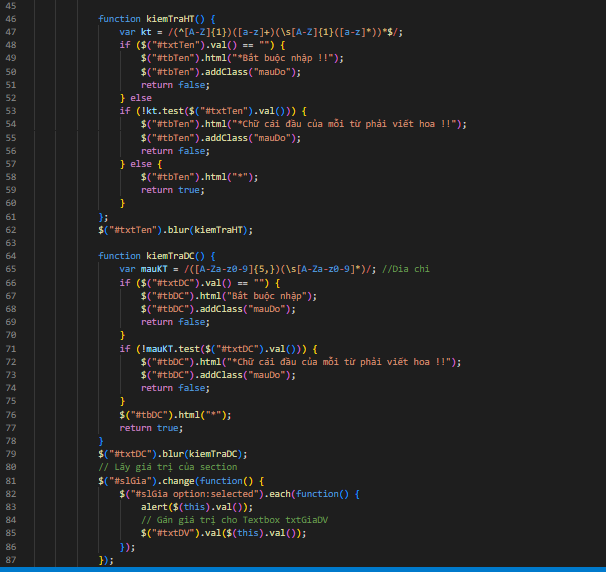 45
46 function kiemTraHT() {
47 var kt = /(^[A-Z]{1})([a-z]+)(\s[A-Z]{1}([a-z]*))*$/;
48 if ($("#txtTen").val() == "") {
49 $("#tbTen").html("*Bắt buộc nhập !!");
50 $("#tbTen").addClass("mauDo");
51 return false;
52 } else
53 if (!kt.test($("#txtTen").val())) {
54 $("#tbTen").html("*Chữ cái đầu của mỗi từ phải viết hoa !!");
55 $("#tbTen").addClass("mauDo");
56 return false;
57 } else {
58 $("#tbTen").html("*");
59 return true;
60 }
61 };
62 $("#txtTen").blur(kiemTraHT);
63
64 function kiemTraDC() {
65 var mauKT = /([A-Za-z0-9]{5,})(\s[A-Za-z0-9]*)/; //Dia chi
66 if ($("#txtDC").val() == "") {
67 $("#tbDC").html("Bắt buộc nhập");
68 $("#tbDC").addClass("mauDo");
69 return false;
70 }
71 if (!mauKT.test($("#txtDC").val())) {
72 $("#tbDC").html("*Chữ cái đầu của mỗi từ phải viết hoa !!");
73 $("#tbDC").addClass("mauDo");
74 return false;
75 }
76 $("#tbDC").html("*");
77 return true;
78 }
79 $("#txtDC").blur(kiemTraDC);
80 // Lấy giá trị của section
81 $("#slGia").change(function() {
82 $("#slGia option:selected").each(function() {
83 alert($(this).val());
84 // Gán giá trị cho Textbox txtGiaDV
85 $("#txtDV").val($(this).val());
86 });
87 });